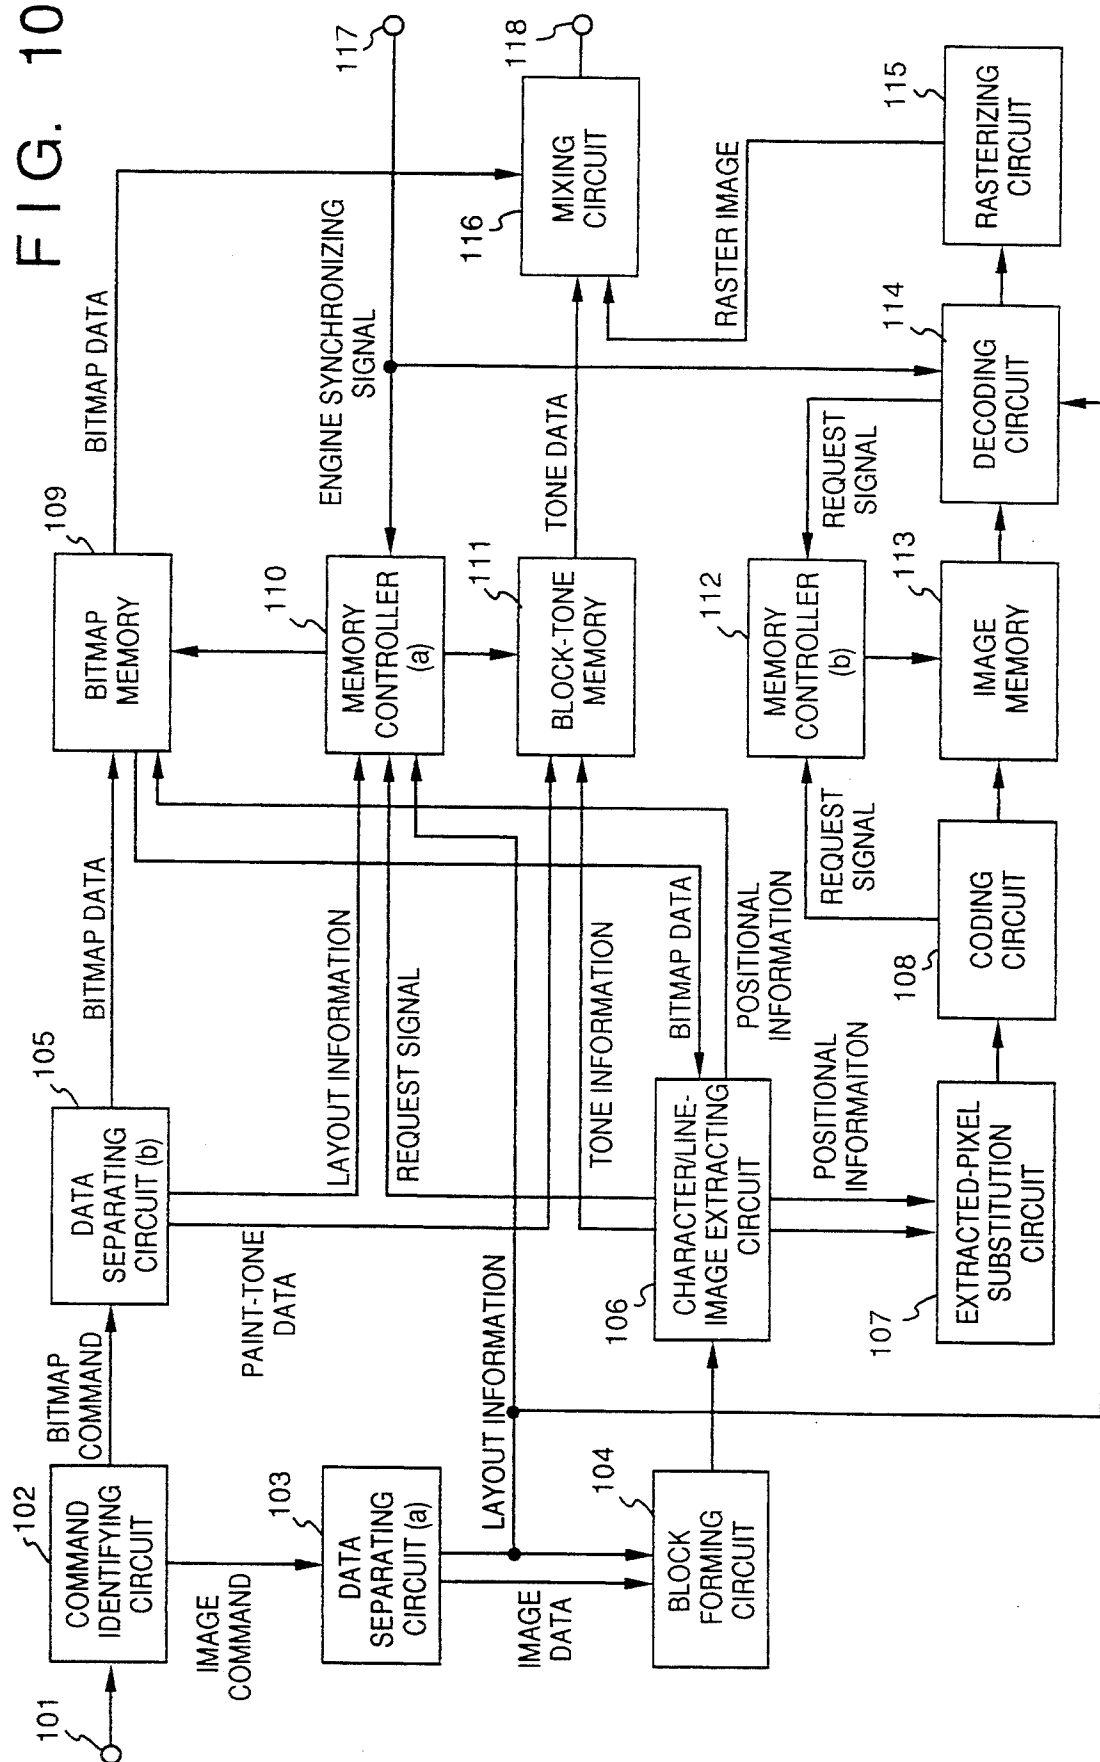 FIG. 10
101
102
COMMAND
IDENTIFYING
CIRCUIT
BITMAP
COMMAND
105
DATA
SEPARATING
CIRCUIT (b)
BITMAP DATA
109
BITMAP
MEMORY
BITMAP DATA
IMAGE
COMMAND
PAINT-TONE
DATA
LAYOUT INFORMATION
REQUEST SIGNAL
110
MEMORY
CONTROLLER
(a)
ENGINE SYNCHRONIZING
SIGNAL
117
103
DATA
SEPARATING
CIRCUIT (a)
LAYOUT INFORMATION
IMAGE
DATA
TONE INFORMATION
111
BLOCK-TONE
MEMORY
TONE DATA
116
MIXING
CIRCUIT
118
104
BLOCK
FORMING
CIRCUIT
106
CHARACTER/LINE-
IMAGE EXTRACTING
CIRCUIT
BITMAP DATA
POSITIONAL
INFORMATION
112
MEMORY
CONTROLLER
(b)
REQUEST
SIGNAL
REQUEST
SIGNAL
RASTER IMAGE
POSITIONAL
INFORMAITON
107
EXTRACTED-PIXEL
SUBSTITUTION
CIRCUIT
108
CODING
CIRCUIT
113
IMAGE
MEMORY
114
DECODING
CIRCUIT
115
RASTERIZING
CIRCUIT